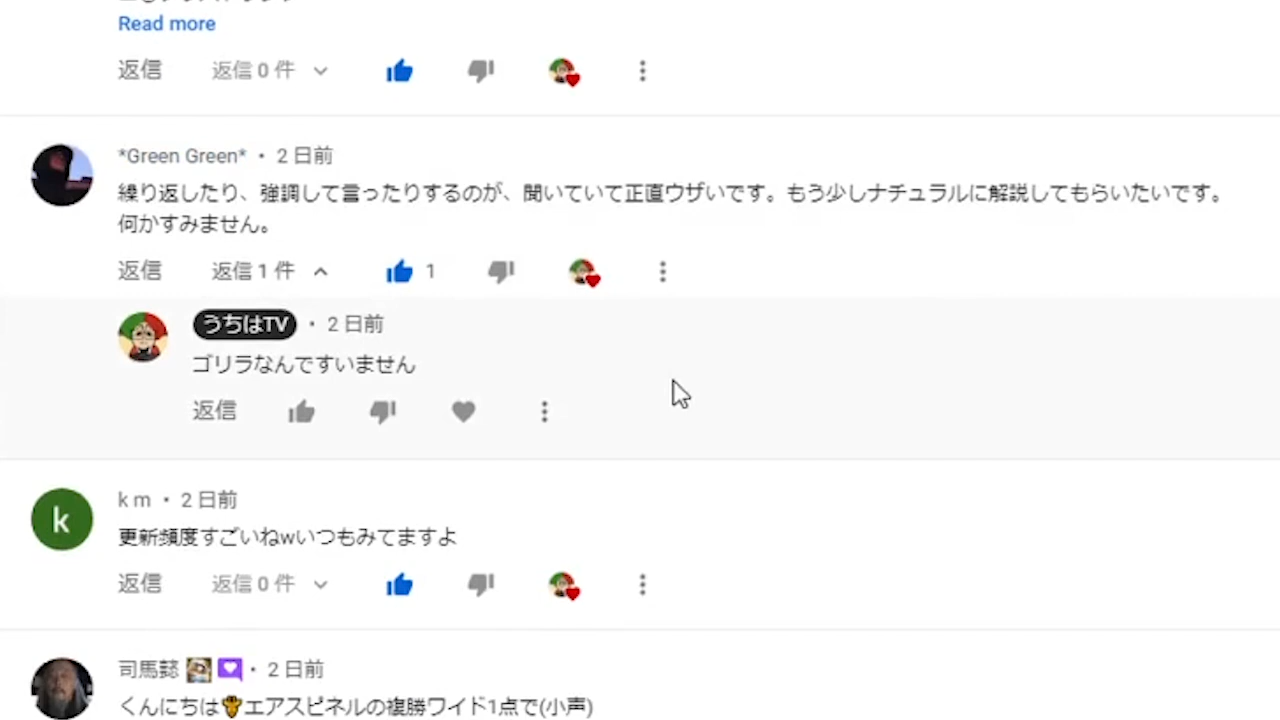 Read more
返信 返信 0 件
*Green Green* ・ 2 日前
繰り返したり、強調して言ったりするのが、聞いていて正直ウザいです。もう少しナチュラルに解説してもらいたいです。
何かすみません。
返信 返信 1 件 1
うちはTV ・ 2 日前
ゴリラなんですいません
返信
k
k m ・ 2 日前
更新頻度すごいねwいつもみてますよ
返信 返信 0 件
司馬懿 ・ 2 日前
くんにちは エアスピネルの複勝ワイド1点で(小声)